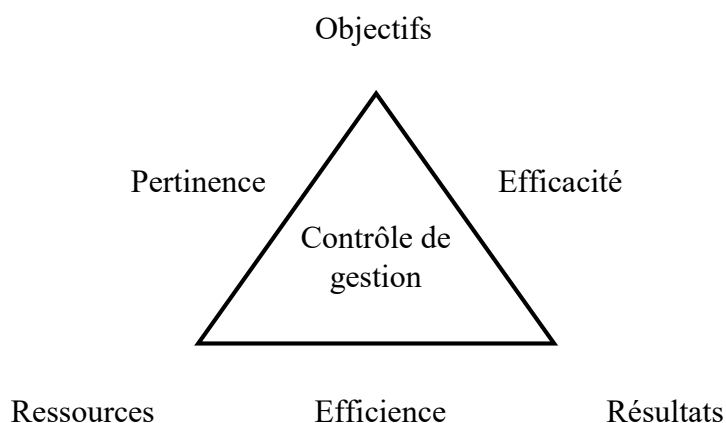 Objectifs
Pertinence
Efficacité
Contrôle de
gestion
Ressources
Efficience
Résultats